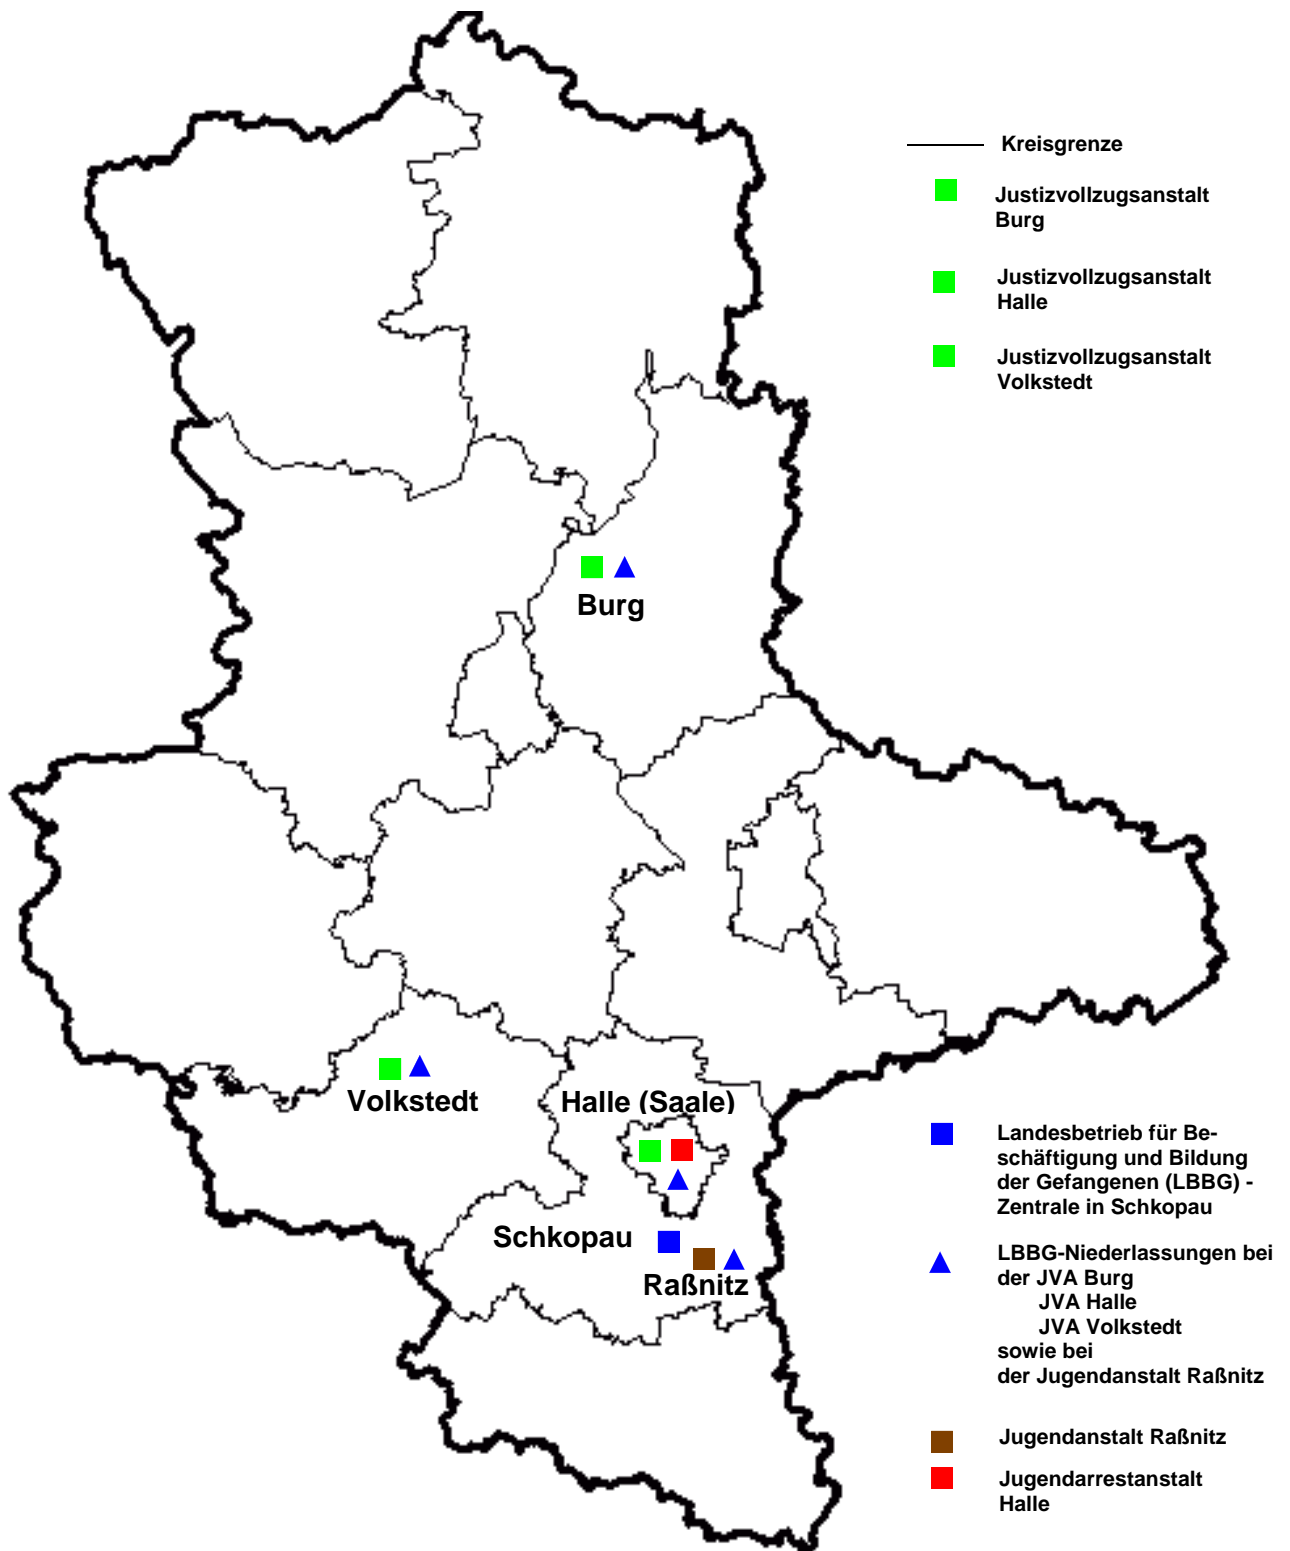 Kreisgrenze
Justizvollzugsanstalt
Burg
Justizvollzugsanstalt
Halle
Justizvollzugsanstalt
Volkstedt
Burg
Volkstedt
Halle (Saale)
Schkopau
Raßnitz
Landesbetrieb für Be-
schäftigung und Bildung
der Gefangenen (LBBG) -
Zentrale in Schkopau
LBBG-Niederlassungen bei
der JVA Burg
JVA Halle
JVA Volkstedt
sowie bei
der Jugendanstalt Raßnitz
Jugendanstalt Raßnitz
Jugendarrestanstalt
Halle